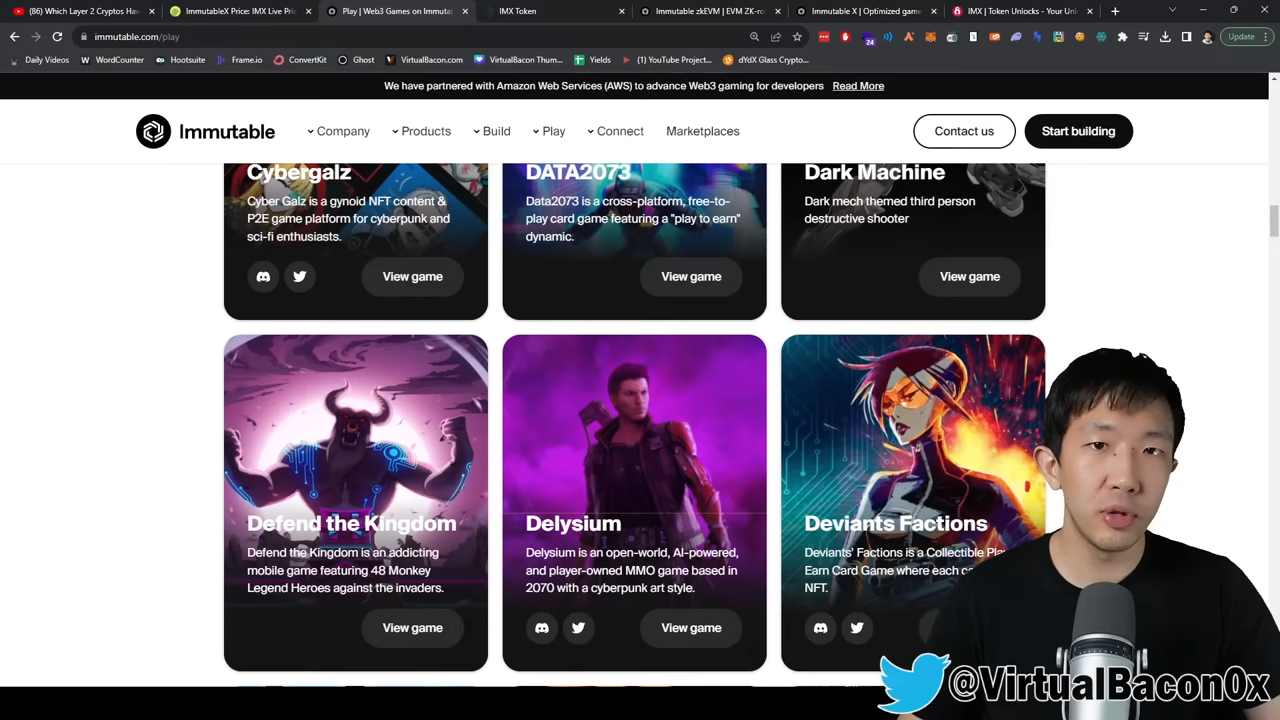 (86) Which Layer 2 Cryptos Hav
ImmutableX Price: IMX Live Pric
Play | Web3 Games on Immutal
IMX Token
Immutable zkEVM | EVM ZK-ro
Immutable X | Optimized game
IMX | Token Unlocks - Your Unl
immutable.com/play
24
Update
Daily Videos
WordCounter
Hootsuite
Frame.io
ConvertKit
Ghost
VirtualBacon.com
VirtualBacon Thum...
Yields
(1) YouTube Project...
dYdX Glass Crypto...
We have partnered with Amazon Web Services (AWS) to advance Web3 gaming for developers Read More
Immutable
Company
Products
Build
Play
Connect
Marketplaces
Contact us
Start building
Cybergalz
Cyber Galz is a gynoid NFT content &
P2E game platform for cyberpunk and
sci-fi enthusiasts.
View game
DATA2073
Data2073 is a cross-platform, free-to-
play card game featuring a "play to earn"
dynamic.
View game
Dark Machine
Dark mech themed third person
destructive shooter
View game
Defend the Kingdom
Defend the Kingdom is an addicting
mobile game featuring 48 Monkey
Legend Heroes against the invaders.
View game
Delysium
Delysium is an open-world, AI-powered,
and player-owned MMO game based in
2070 with a cyberpunk art style.
View game
Deviants Factions
Deviants' Factions is a Collectible Pla
Earn Card Game where each ca
NFT.
@VirtualBacon0x